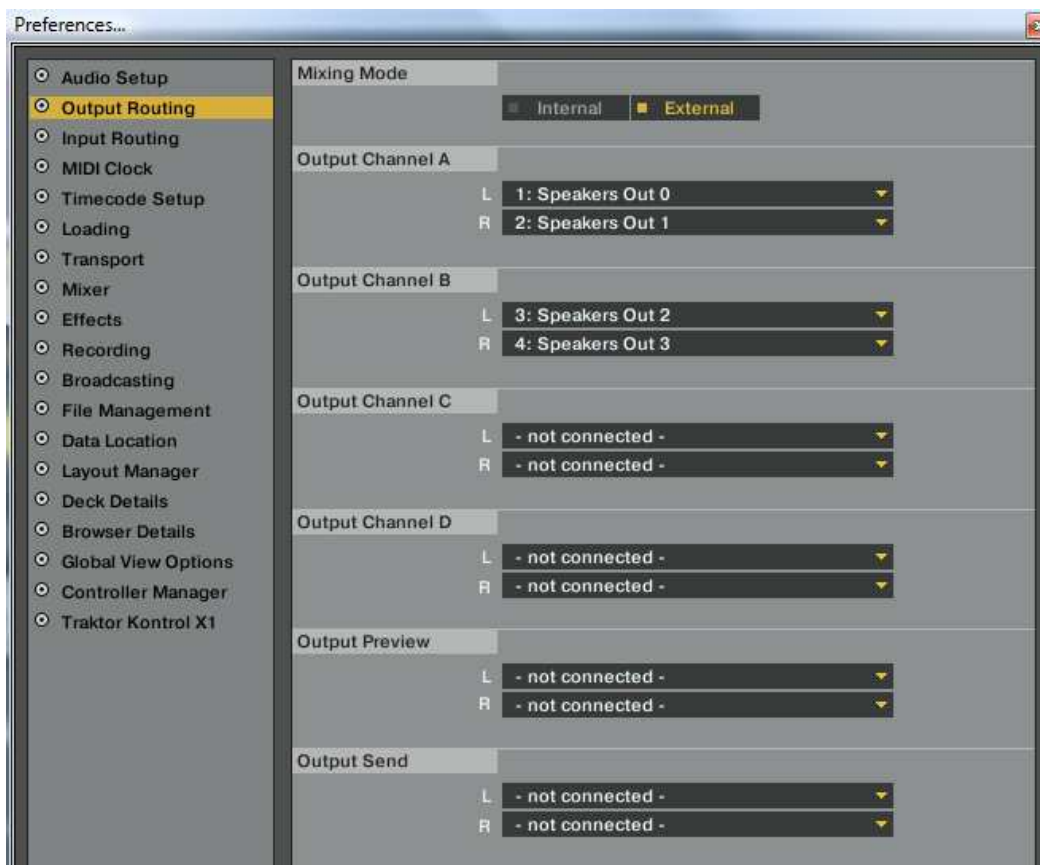 Preferences...
Audio Setup
Output Routing
Input Routing
MIDI Clock
Timecode Setup
Loading
Transport
Mixer
Effects
Recording
Broadcasting
File Management
Data Location
Layout Manager
Deck Details
Browser Details
Global View Options
Controller Manager
Traktor Kontrol X1
Mixing Mode
Internal External
Output Channel A
L 1: Speakers Out 0
R 2: Speakers Out 1
Output Channel B
L 3: Speakers Out 2
R 4: Speakers Out 3
Output Channel C
L - not connected -
R - not connected -
Output Channel D
L - not connected -
R - not connected -
Output Preview
L - not connected -
R - not connected -
Output Send
L - not connected -
R - not connected -